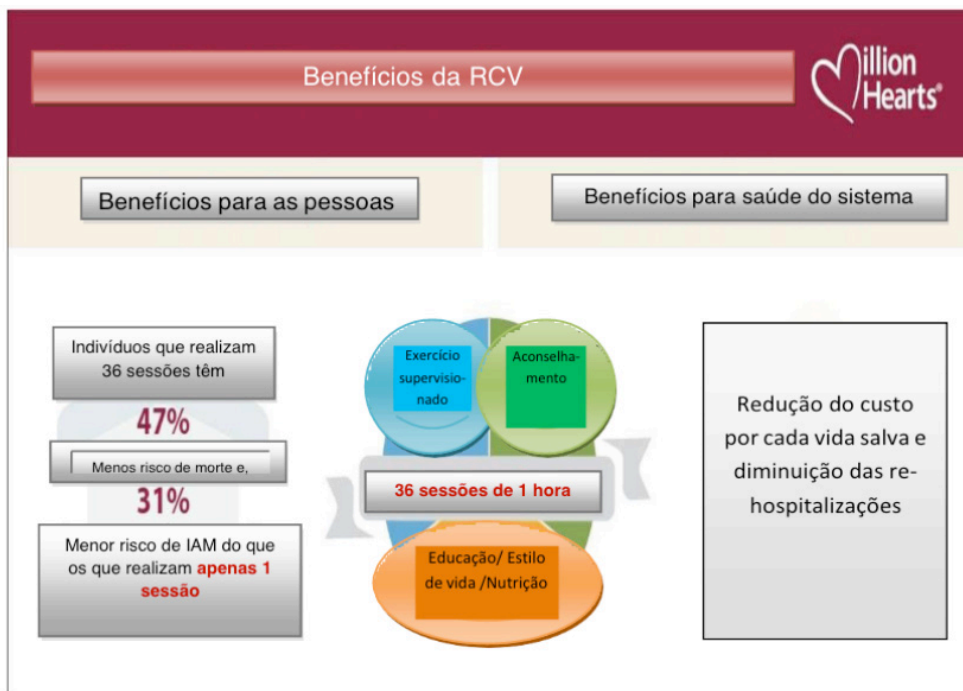 Benefícios da RCV
Million
Hearts®
Benefícios para as pessoas
Benefícios para saúde do sistema
Indivíduos que realizam
36 sessões têm
47%
Menos risco de morte e,
31%
Menor risco de IAM do que
os que realizam apenas 1
sessão
Exercício
supervisio-
nado
Aconselha-
mento
36 sessões de 1 hora
Educação/ Estilo
de vida /Nutrição
Redução do custo
por cada vida salva e
diminuição das re-
hospitalizações